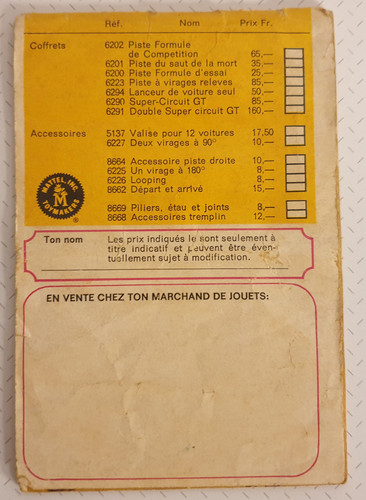 Réf. Nom Prix Fr.
Coffrets 6202 Piste Formule
de Competition 65,—
6201 Piste du saut de la mort 35,—
6200 Piste Formule d'essai 25,—
6223 Piste à virages relevés 85,—
6294 Lanceur de voiture seul 50,—
6290 Super-Circuit GT 85,—
6291 Double Super circuit GT 160,—
Accessoires 5137 Valise pour 12 voitures 17,50
6227 Deux virages à 90° 10,—
8664 Accessoire piste droite 10,—
6225 Un virage à 180° 8,—
6226 Looping 8,—
8662 Départ et arrivé 15,—
8669 Piliers, étau et joints 8,—
8668 Accessoires tremplin 12,—
MATTEL, INC.
M
TOYMAKERS
®
Ton nom Les prix indiqués le sont seulement à
titre indicatif et peuvent être éven-
tuellement sujet à modification.
EN VENTE CHEZ TON MARCHAND DE JOUETS: